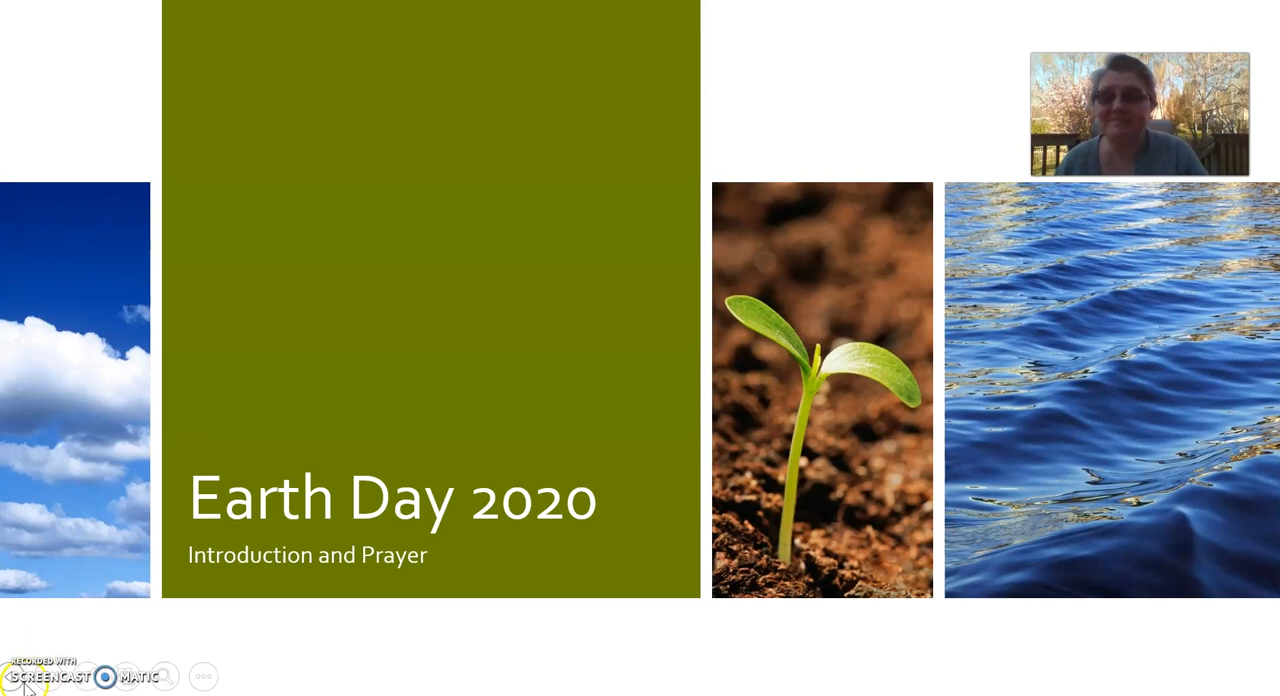 Earth Day 2020
Introduction and Prayer
RECORDED WITH
SCREENCAST MATIC